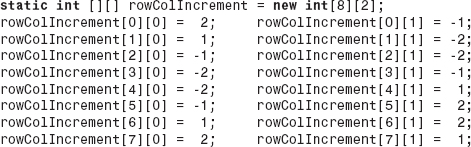 static int [][] rowColIncrement = new int[8][2];
rowColIncrement[0][0] =  2;     rowColIncrement[0][1] = -1;
rowColIncrement[1][0] =  1;     rowColIncrement[1][1] = -2;
rowColIncrement[2][0] = -1;     rowColIncrement[2][1] = -2;
rowColIncrement[3][0] = -2;     rowColIncrement[3][1] = -1;
rowColIncrement[4][0] = -2;     rowColIncrement[4][1] =  1;
rowColIncrement[5][0] = -1;     rowColIncrement[5][1] =  2;
rowColIncrement[6][0] =  1;     rowColIncrement[6][1] =  2;
rowColIncrement[7][0] =  2;     rowColIncrement[7][1] =  1;